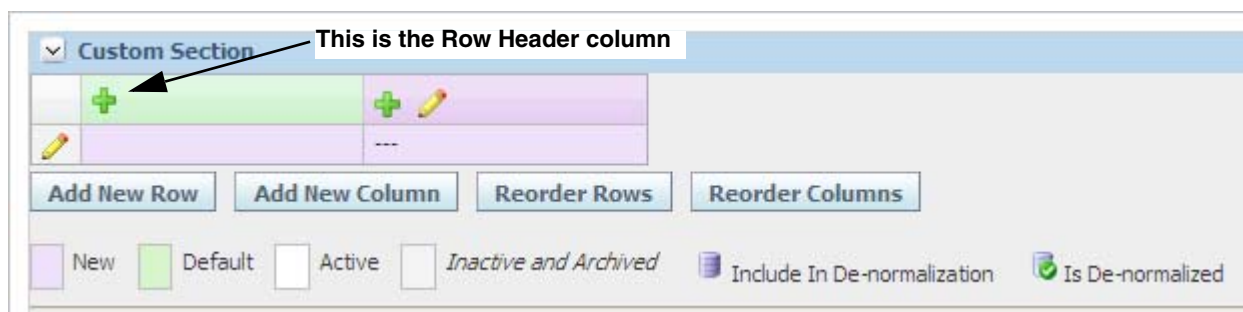 Custom Section
This is the Row Header column
---
Add New Row Add New Column Reorder Rows Reorder Columns
New Default Active Inactive and Archived Include In De-normalization Is De-normalized